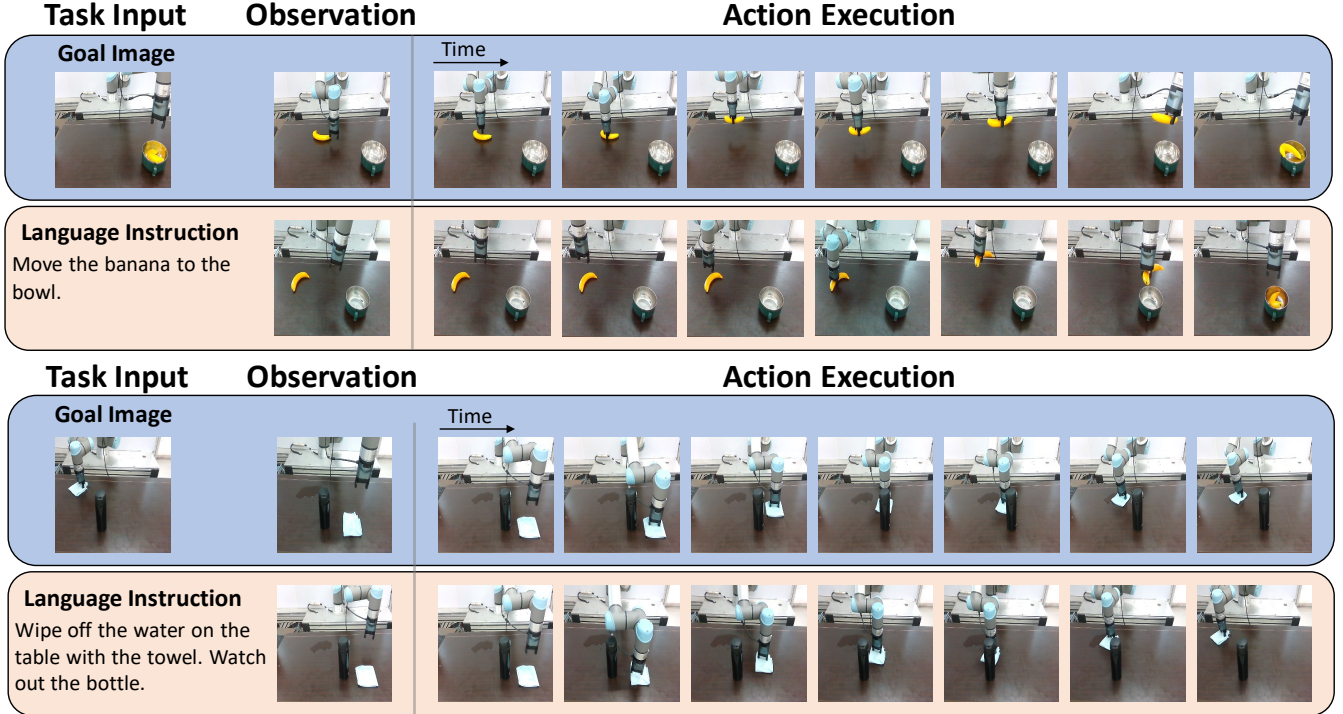 Task Input Observation Action Execution
Goal Image
Time
Language Instruction
Move the banana to the
bowl.
Task Input Observation Action Execution
Goal Image
Time
Language Instruction
Wipe off the water on the
table with the towel. Watch
out the bottle.